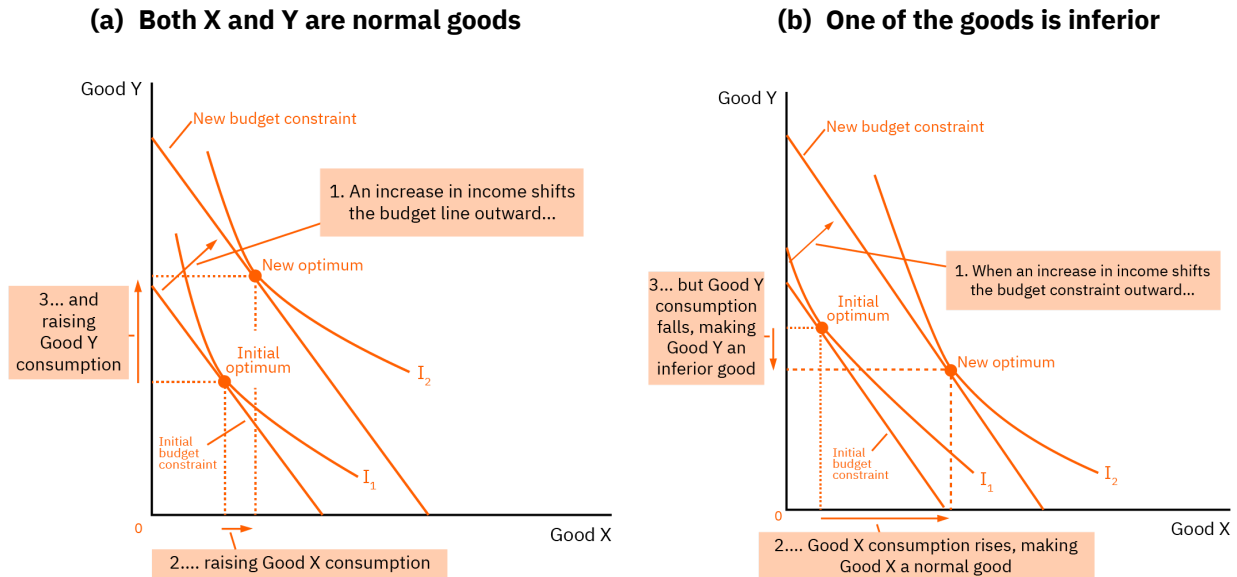 (a) Both X and Y are normal goods
Good Y
New budget constraint
1. An increase in income shifts
the budget line outward...
New optimum
3... and
raising
Good Y
consumption
Initial
optimum
I₂
Initial
budget
constraint
I₁
0
Good X
2.... raising Good X consumption
(b) One of the goods is inferior
Good Y
New budget constraint
1. When an increase in income shifts
the budget constraint outward...
3... but Good Y
consumption
falls, making
Good Y an
inferior good
Initial
optimum
New optimum
Initial
budget
constraint
I₁
I₂
0
Good X
2.... Good X consumption rises, making
Good X a normal good